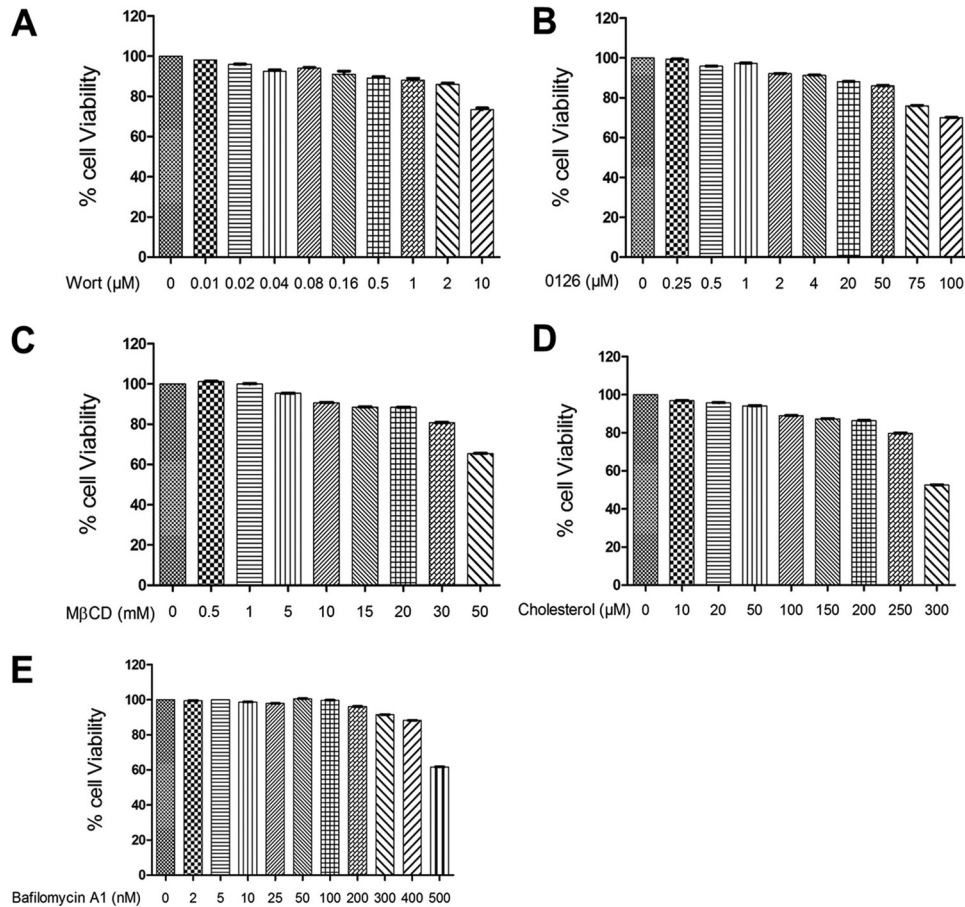 A
% cell Viability
120
100
80
60
40
20
0
Wort (µM) 0 0.01 0.02 0.04 0.08 0.16 0.5 1 2 10
B
% cell Viability
120
100
80
60
40
20
0
0126 (µM) 0 0.25 0.5 1 2 4 20 50 75 100
C
% cell Viability
120
100
80
60
40
20
0
MβCD (mM) 0 0.5 1 5 10 15 20 30 50
D
% cell Viability
120
100
80
60
40
20
0
Cholesterol (µM) 0 10 20 50 100 150 200 250 300
E
% cell Viability
120
100
80
60
40
20
0
Bafilomycin A1 (nM) 0 2 5 10 25 50 100 200 300 400 500